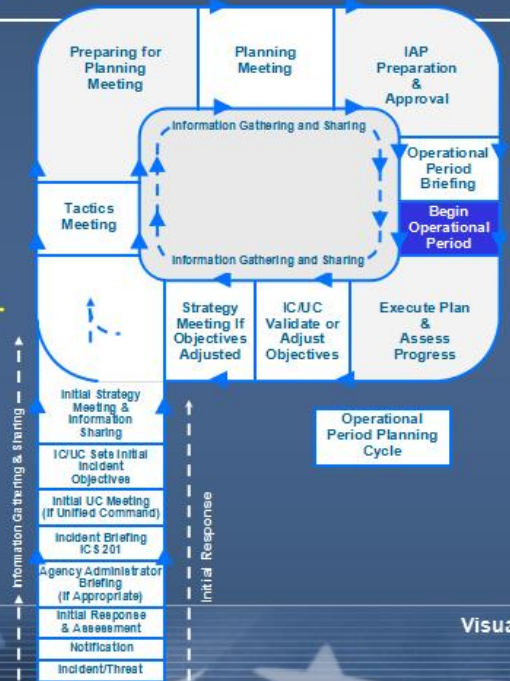 Preparing for
Planning
Meeting
Planning
Meeting
IAP
Preparation
&
Approval
Information Gathering and Sharing
Operational
Period
Briefing
Tactics
Meeting
Begin
Operational
Period
Information Gathering and Sharing
Strategy
Meeting If
Objectives
Adjusted
IC/UC
Validate or
Adjust
Objectives
Execute Plan
&
Assess
Progress
Initial Strategy
Meeting &
Information
Sharing
Operational
Period Planning
Cycle
IC/UC Sets Initial
Incident
Objectives
Initial UC Meeting
(If Unified Command)
Incident Briefing
ICS 201
Agency Administrator
Briefing
(If Appropriate)
Initial Response
& Assessment
Notification
Incident/Threat
Information Gathering & Sharing
Initial Response
Visua